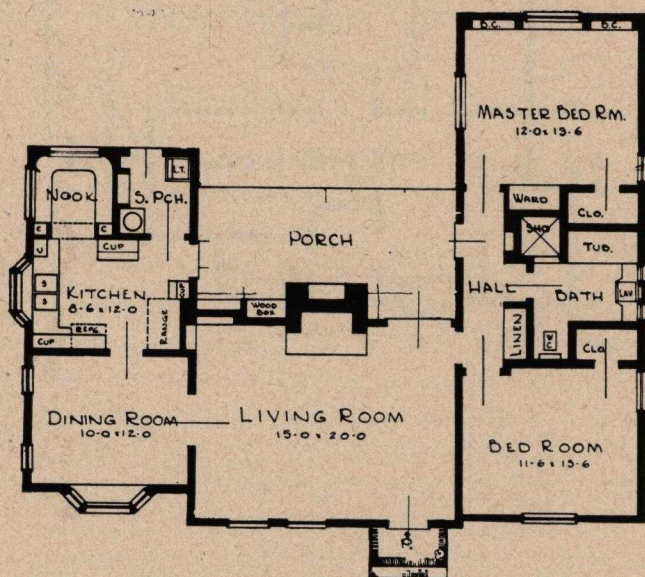 B.C.
B.C.
MASTER BED RM.
12-0 x 13-6
L.T.
NOOK
S. PCH.
WARD
CLO.
C
C
SHO
U
CUP
PORCH
TUB.
S
S
KITCHEN
8-6 x 12-0
CUP
HALL
BATH
LAV
WOOD
BOX
REFG.
RANGE
LINEN
W
C
CUP
CLO
DINING ROOM
10-0 x 12-0
LIVING ROOM
15-0 x 20-0
BED ROOM
11-6 x 13-6